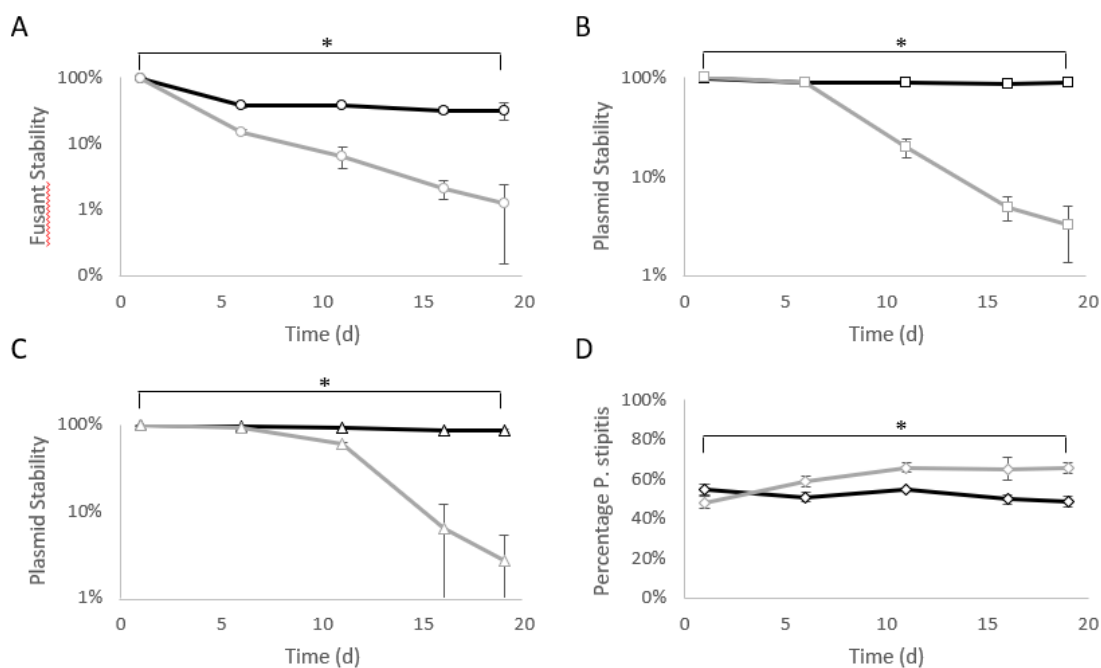 A
*
100%
10%
1%
0%
Fusant Stability
0 5 10 15 20
Time (d)
B
*
100%
10%
1%
Plasmid Stability
0 5 10 15 20
Time (d)
C
*
100%
10%
1%
Plasmid Stability
0 5 10 15 20
Time (d)
D
*
100%
80%
60%
40%
20%
0%
Percentage P. stipitis
0 5 10 15 20
Time (d)